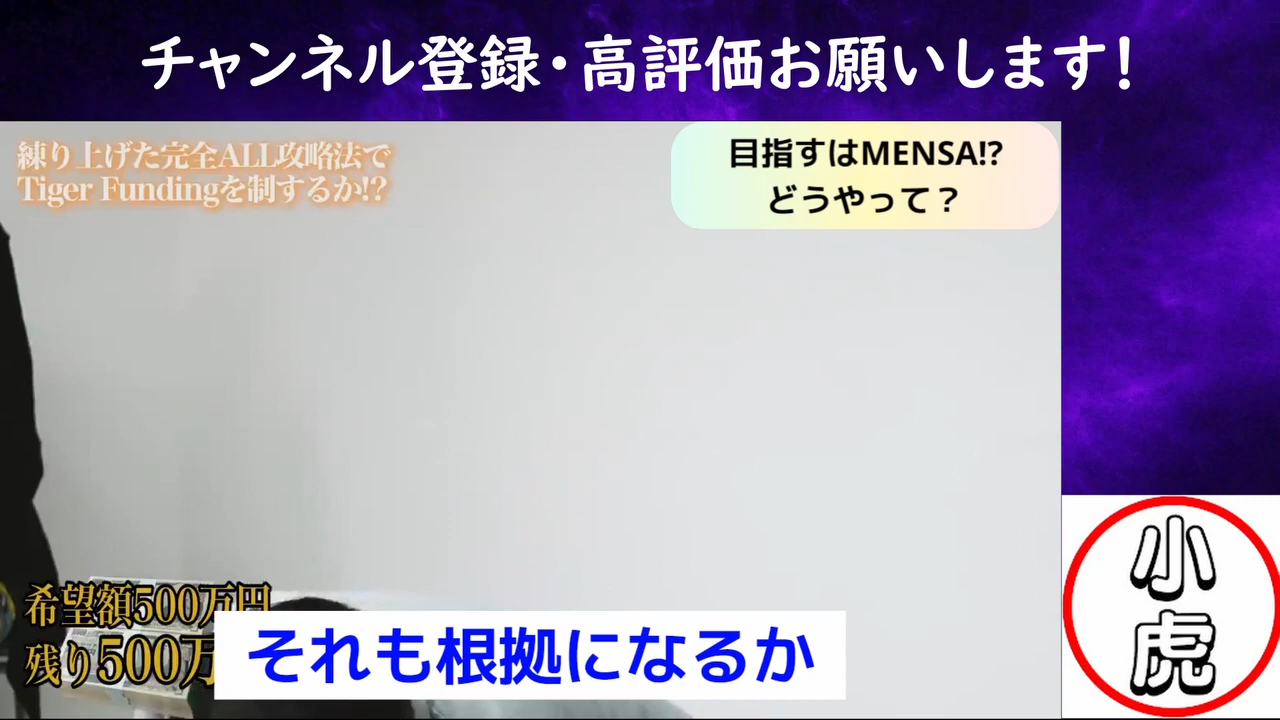 チャンネル登録・高評価お願いします!
練り上げた完全ALL攻略法で
Tiger Fundingを制するか!?
目指すはMENSA!?
どうやって？
希望額500万円
残り500万
それも根拠になるか
小
虎